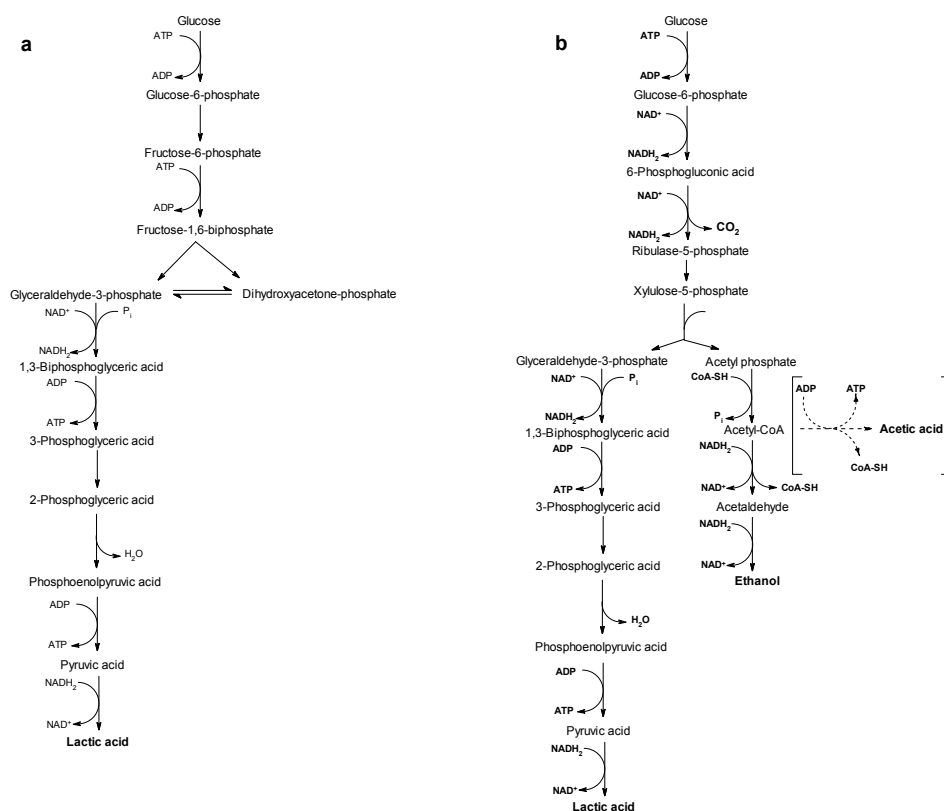 a
Glucose
ATP
ADP
Glucose-6-phosphate
Fructose-6-phosphate
ATP
ADP
Fructose-1,6-biphosphate
Glyceraldehyde-3-phosphate
Dihydroxyacetone-phosphate
NAD⁺
Pᵢ
NADH₂
1,3-Biphosphoglyceric acid
ADP
ATP
3-Phosphoglyceric acid
2-Phosphoglyceric acid
H₂O
Phosphoenolpyruvic acid
ADP
ATP
Pyruvic acid
NADH₂
NAD⁺
Lactic acid
b
Glucose
ATP
ADP
Glucose-6-phosphate
NAD⁺
NADH₂
6-Phosphogluconic acid
NAD⁺
NADH₂
CO₂
Ribulase-5-phosphate
Xylulose-5-phosphate
Glyceraldehyde-3-phosphate
NAD⁺
Pᵢ
NADH₂
1,3-Biphosphoglyceric acid
ADP
ATP
3-Phosphoglyceric acid
2-Phosphoglyceric acid
H₂O
Phosphoenolpyruvic acid
ADP
ATP
Pyruvic acid
NADH₂
NAD⁺
Lactic acid
Acetyl phosphate
CoA-SH
Pᵢ
Acetyl-CoA
NADH₂
NAD⁺
CoA-SH
Acetaldehyde
NADH₂
NAD⁺
Ethanol
ADP
ATP
Acetic acid
CoA-SH